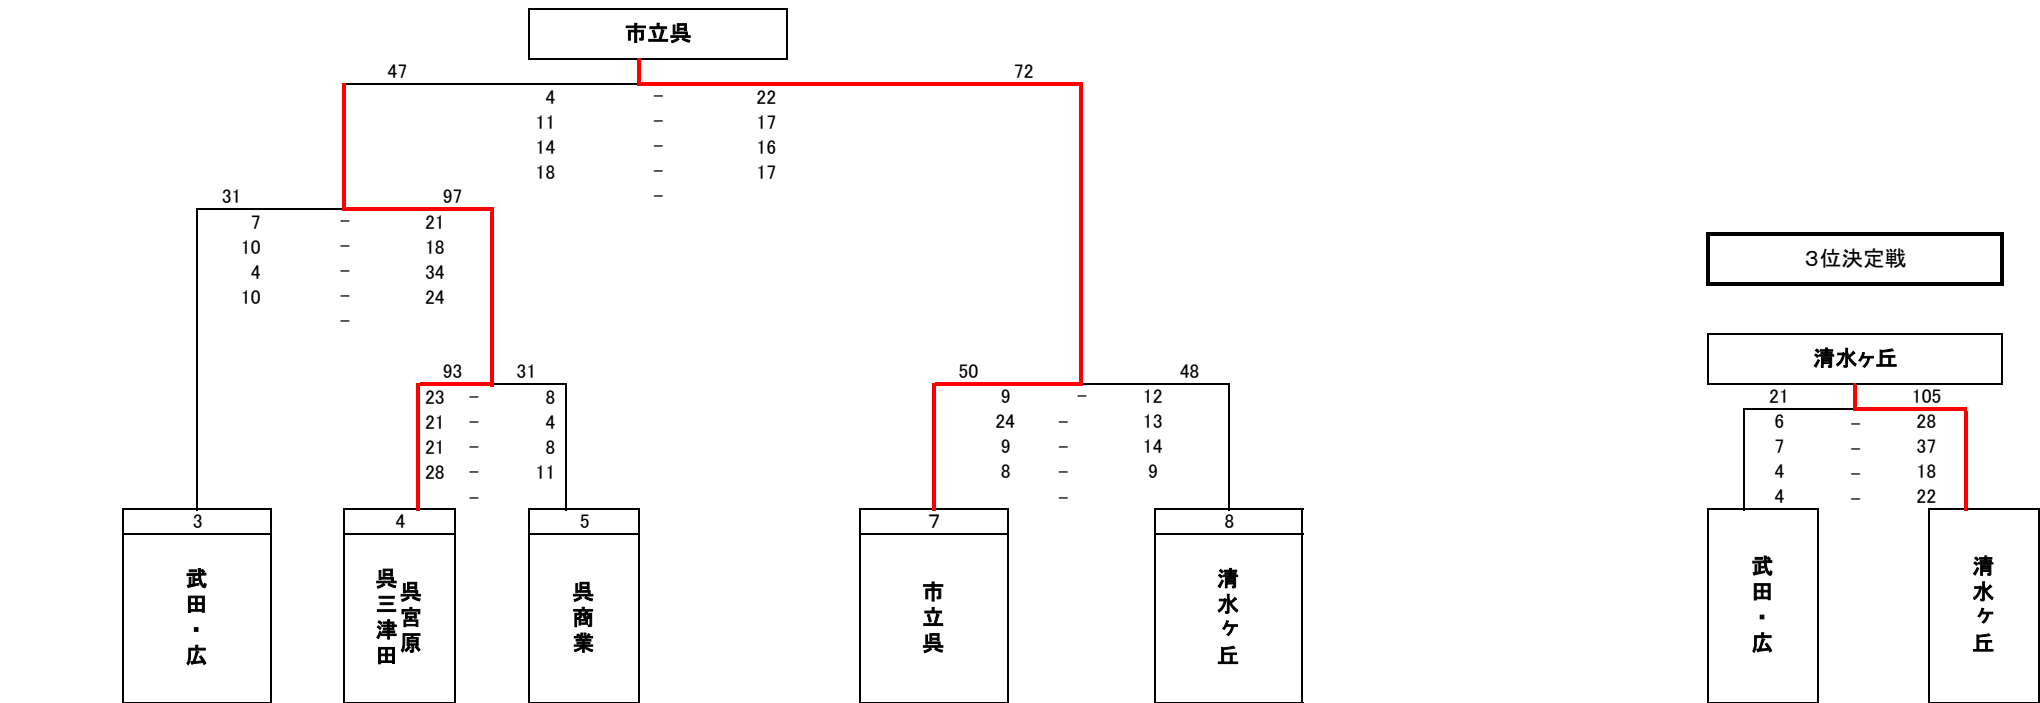 市立呉
47 72
4 - 22
11 - 17
14 - 16
18 - 17
-
31 97
7 - 21
10 - 18
4 - 34
10 - 24
-
3位決定戦
清水ヶ丘
93 31
23 - 8
21 - 4
21 - 8
28 - 11
-
50 48
9 - 12
24 - 13
9 - 14
8 - 9
-
21 105
6 - 28
7 - 37
4 - 18
4 - 22
3
武田・広
4
呉宮原
呉三津田
5
呉商業
7
市立呉
8
清水ヶ丘
武田・広
清水ヶ丘